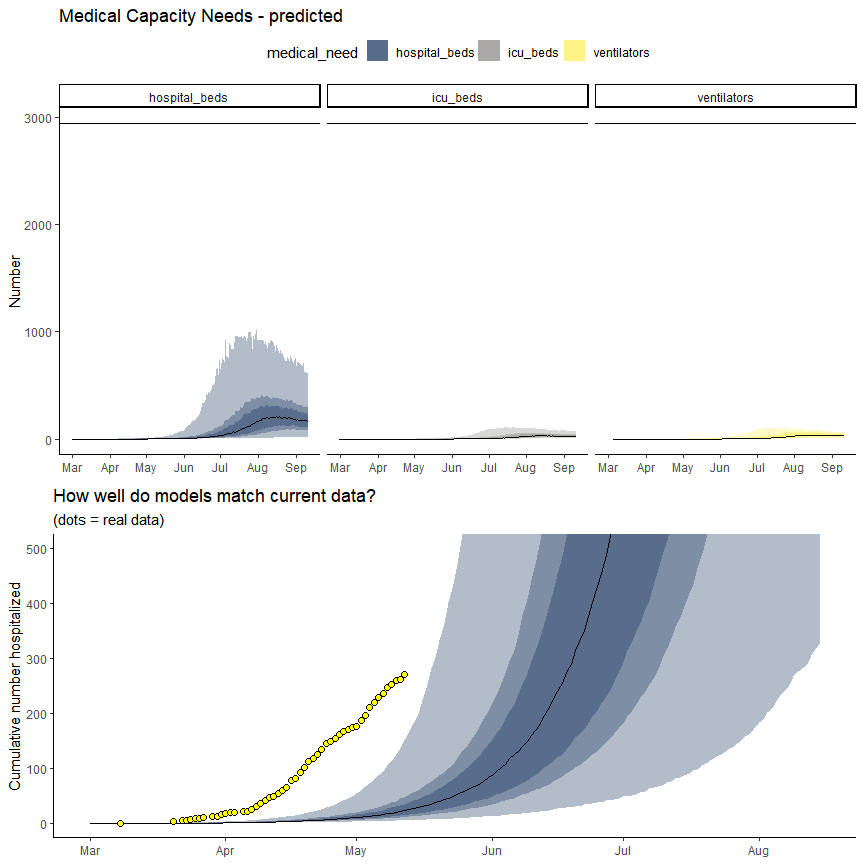 Medical Capacity Needs - predicted
medical_need hospital_beds icu_beds ventilators
hospital_beds icu_beds ventilators
3000
2000
1000
0
Number
Mar Apr May Jun Jul Aug Sep Mar Apr May Jun Jul Aug Sep Mar Apr May Jun Jul Aug Sep
How well do models match current data?
(dots = real data)
500
400
300
200
100
0
Cumulative number hospitalized
Mar Apr May Jun Jul Aug